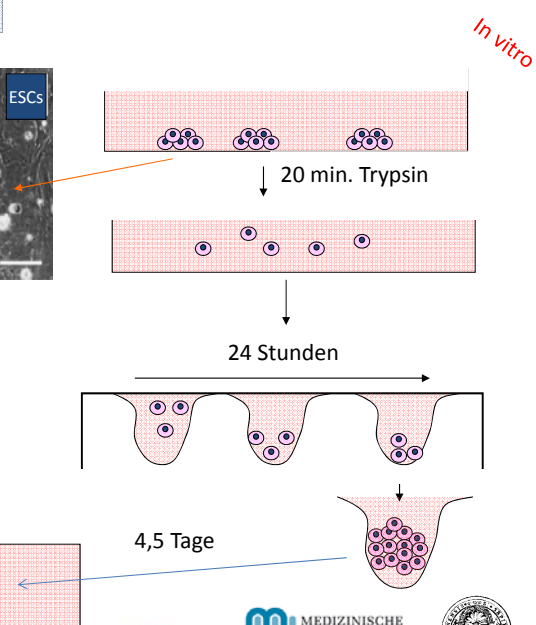 In vitro
ESCs
20 min. Trypsin
24 Stunden
4,5 Tage
MEDIZINISCHE